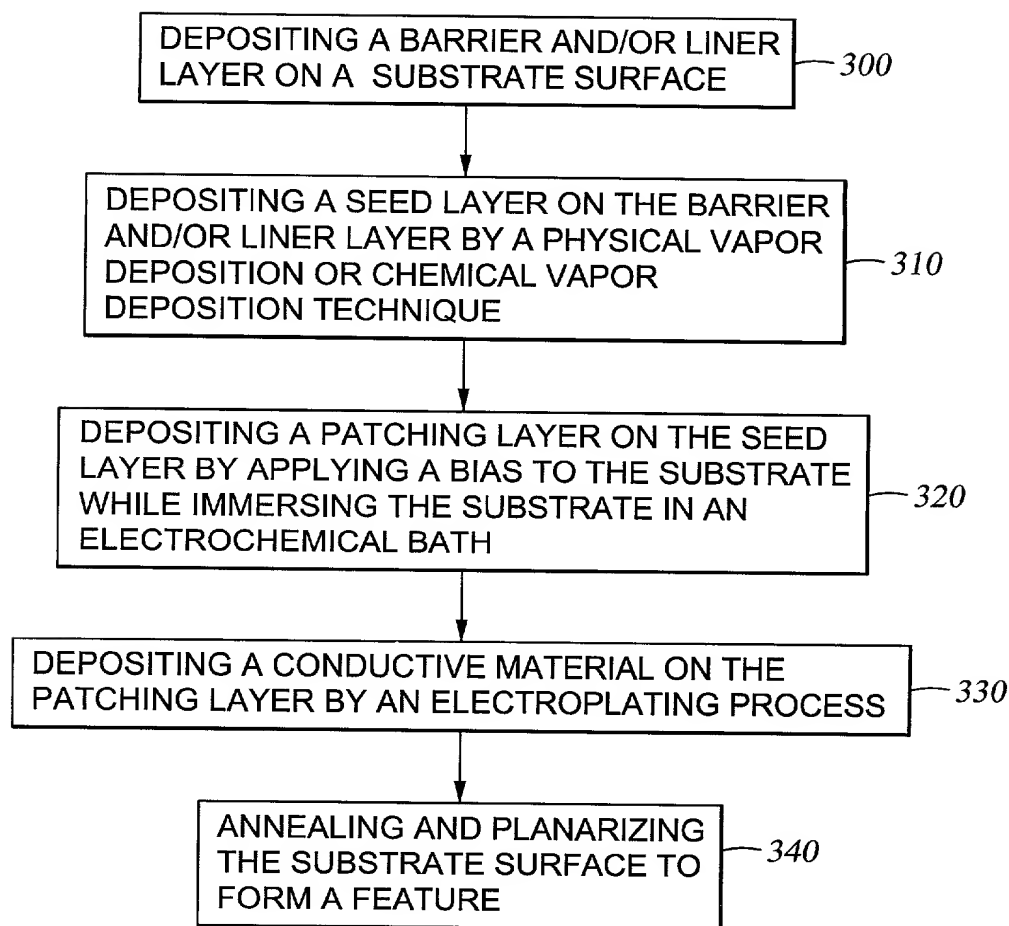 DEPOSITING A BARRIER AND/OR LINER
LAYER ON A SUBSTRATE SURFACE
300
DEPOSITING A SEED LAYER ON THE BARRIER
AND/OR LINER LAYER BY A PHYSICAL VAPOR
DEPOSITION OR CHEMICAL VAPOR
DEPOSITION TECHNIQUE
310
DEPOSITING A PATCHING LAYER ON THE SEED
LAYER BY APPLYING A BIAS TO THE SUBSTRATE
WHILE IMMERSING THE SUBSTRATE IN AN
ELECTROCHEMICAL BATH
320
DEPOSITING A CONDUCTIVE MATERIAL ON THE
PATCHING LAYER BY AN ELECTROPLATING PROCESS
330
ANNEALING AND PLANARIZING
THE SUBSTRATE SURFACE TO
FORM A FEATURE
340